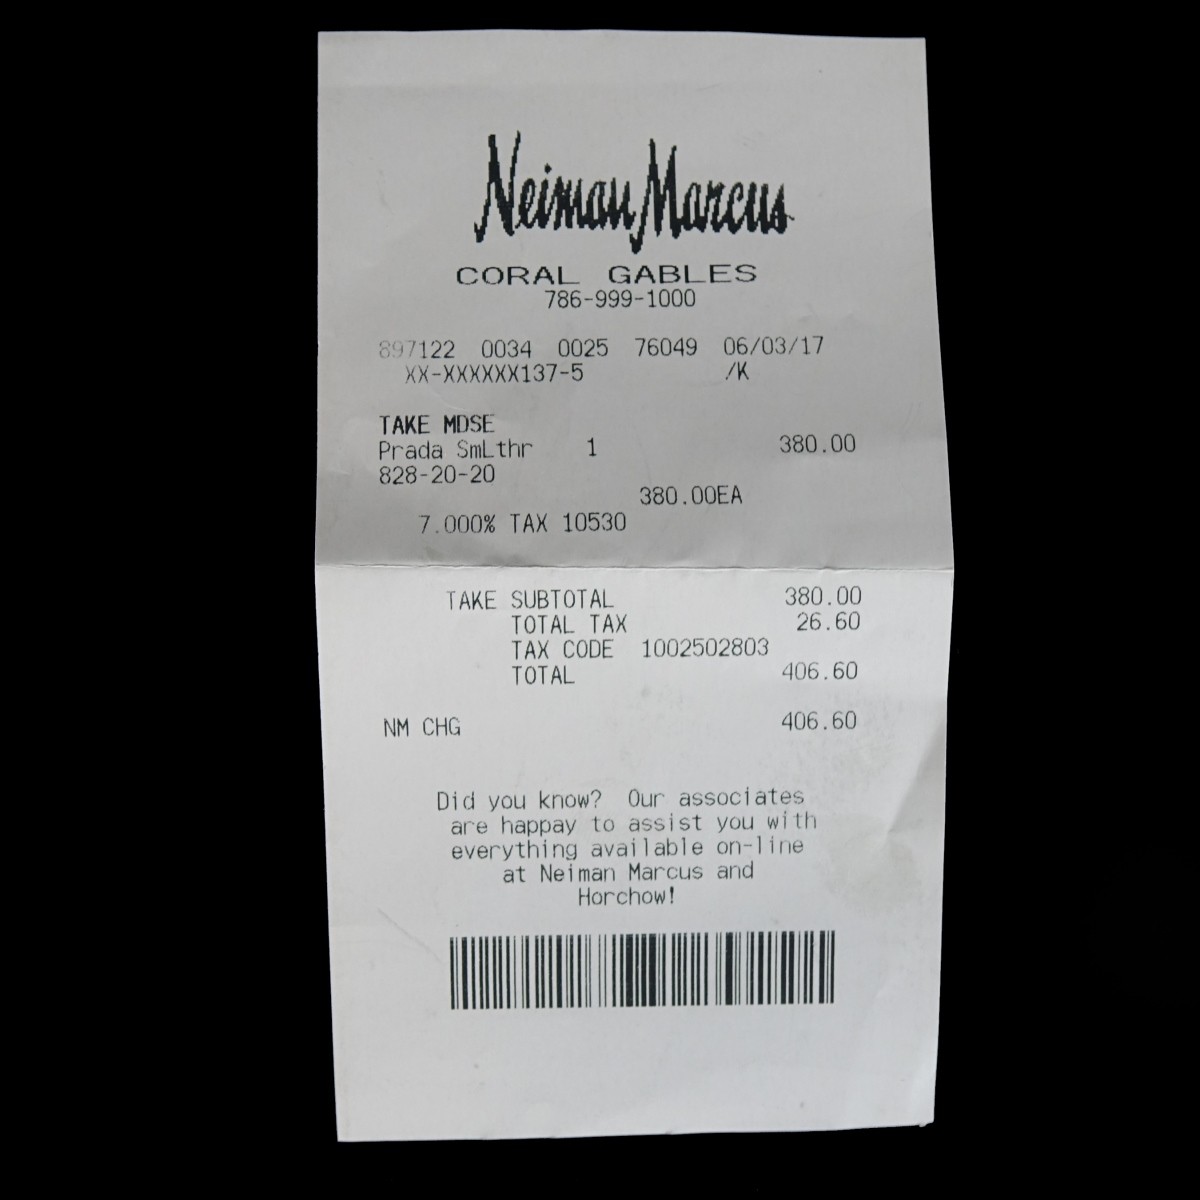 Neiman Marcus
CORAL GABLES
786-999-1000
897122 0034 0025 76049 06/03/17
XX-XXXXXX137-5 /K
TAKE MDSE
Prada SmLthr 1 380.00
828-20-20
380.00EA
7.000% TAX 10530
TAKE SUBTOTAL 380.00
TOTAL TAX 26.60
TAX CODE 1002502803
TOTAL 406.60
NM CHG 406.60
Did you know? Our associates
are happay to assist you with
everything available on-line
at Neiman Marcus and
Horchow!